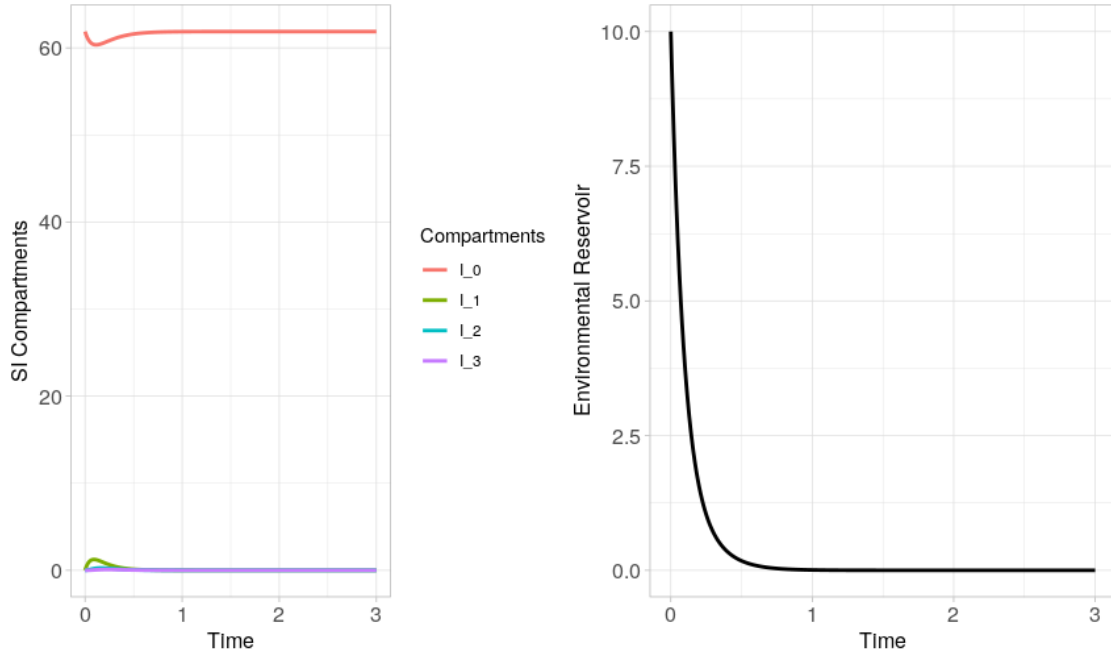 60
40
20
0
0
1
2
3
Time
SI Compartments
Compartments
I_0
I_1
I_2
I_3
10.0
7.5
5.0
2.5
0.0
0
1
2
3
Time
Environmental Reservoir